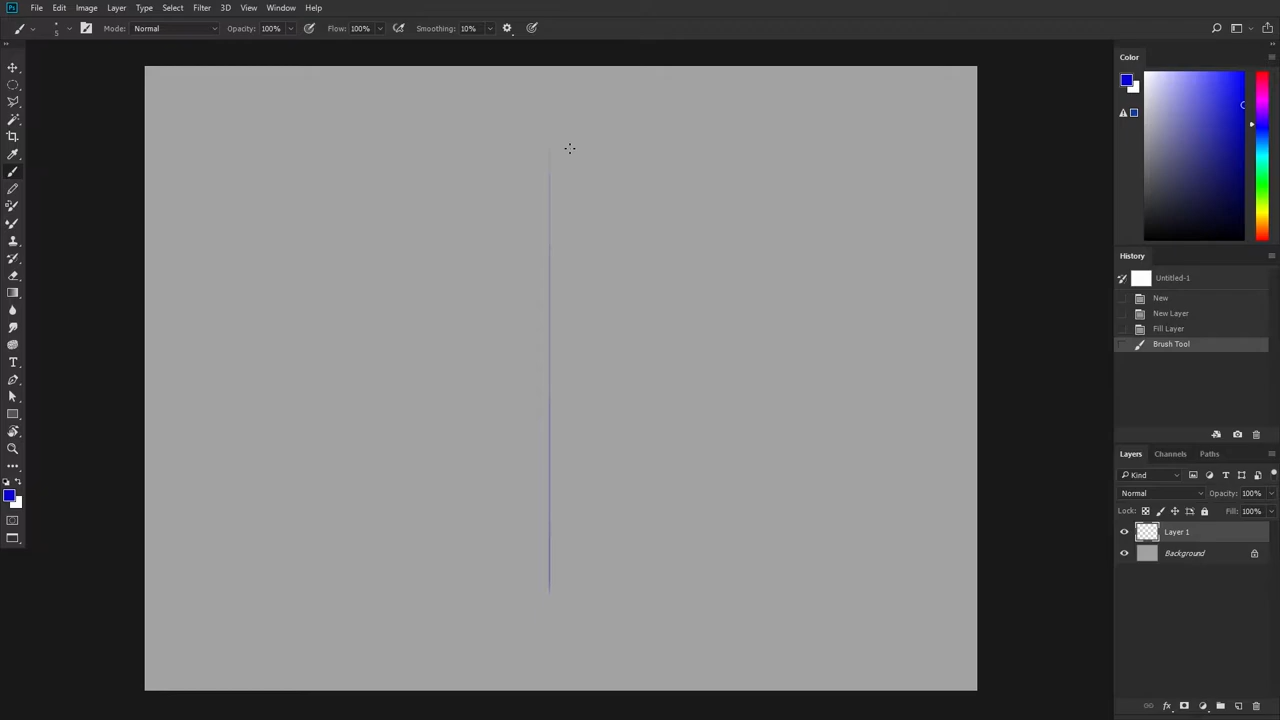 Ps File Edit Image Layer Type Select Filter 3D View Window Help
5 Mode: Normal Opacity: 100% Flow: 100% Smoothing: 10%
Color
History
Untitled-1
New
New Layer
Fill Layer
Brush Tool
Layers Channels Paths
Kind
Normal Opacity: 100%
Lock: Fill: 100%
Layer 1
Background